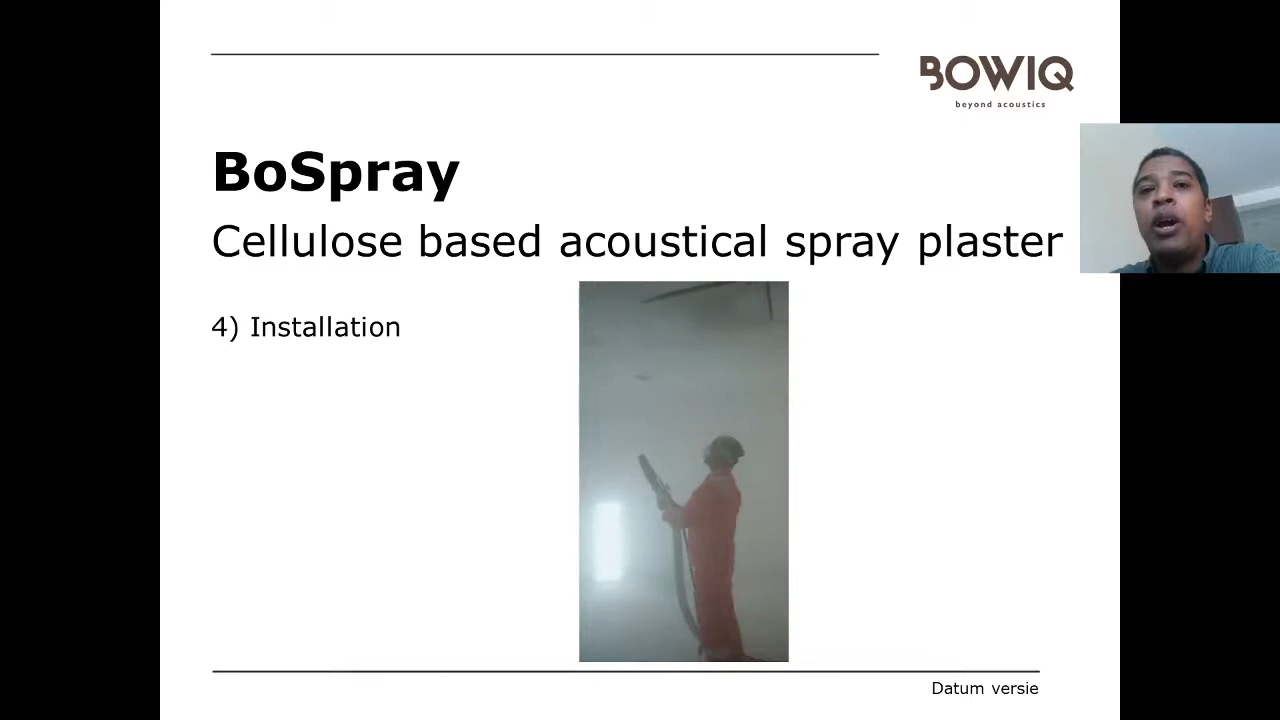 BOWIQ
beyond acoustics
BoSpray
Cellulose based acoustical spray plaster
4) Installation
Datum versie